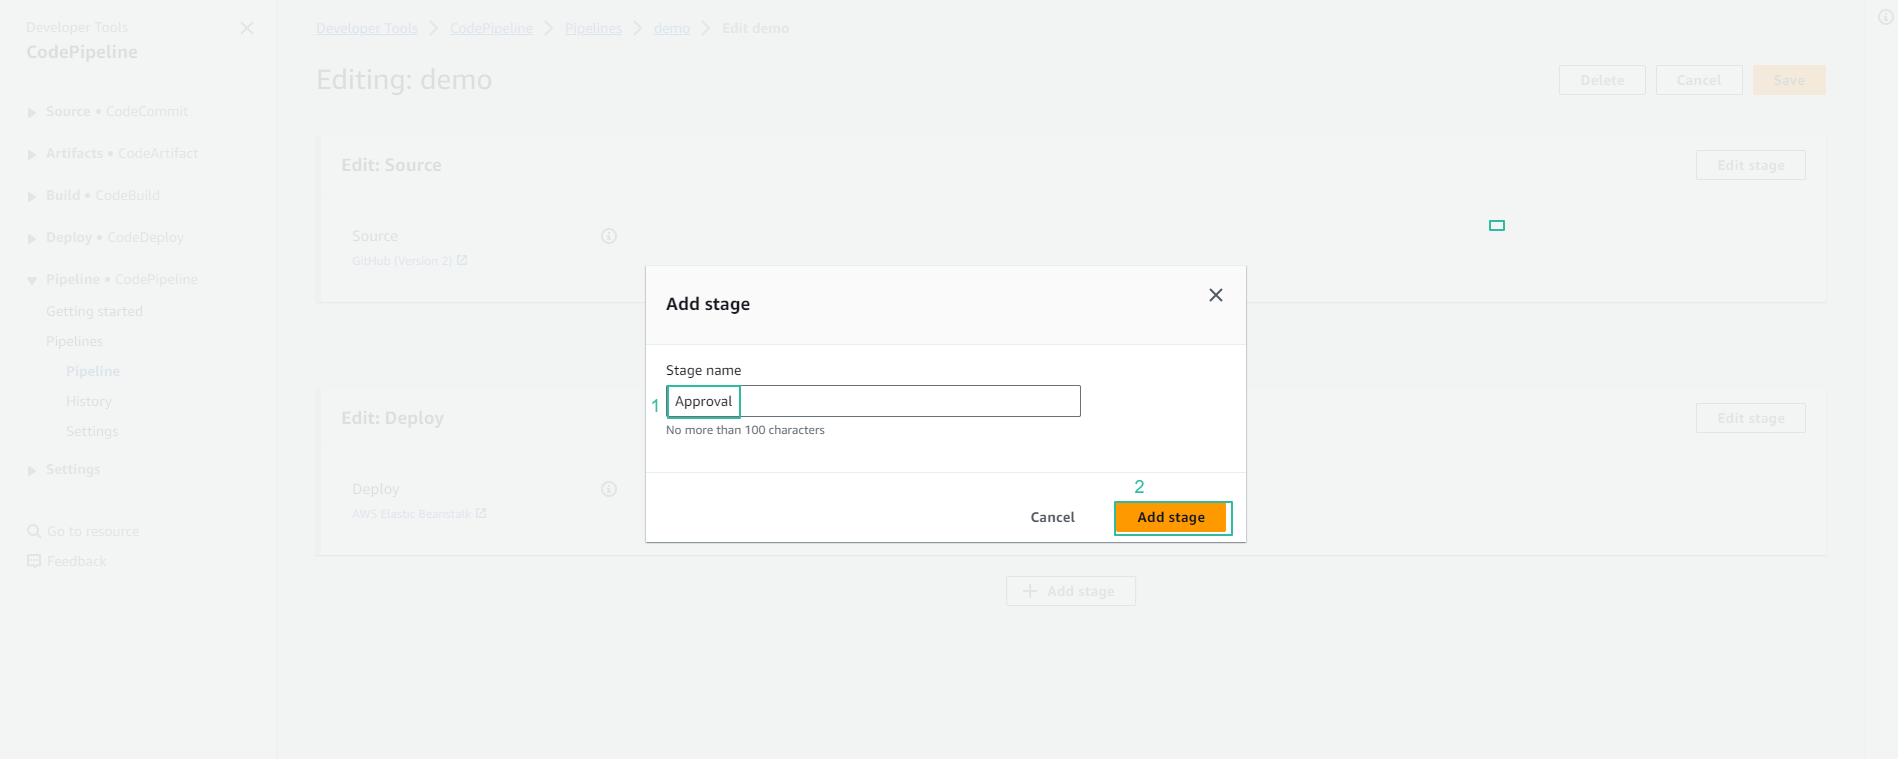 Developer Tools
CodePipeline
Source • CodeCommit
Artifacts • CodeArtifact
Build • CodeBuild
Deploy • CodeDeploy
Pipeline • CodePipeline
Getting started
Pipelines
Pipeline
History
Settings
Settings
Go to resource
Feedback
Developer Tools > CodePipeline > Pipelines > demo > Edit demo
Editing: demo
Delete
Cancel
Save
Edit: Source
Edit stage
Source
GitHub (Version 2)
Add stage
Stage name
1
Approval
No more than 100 characters
2
Cancel
Add stage
Edit: Deploy
Edit stage
Deploy
AWS Elastic Beanstalk
+ Add stage